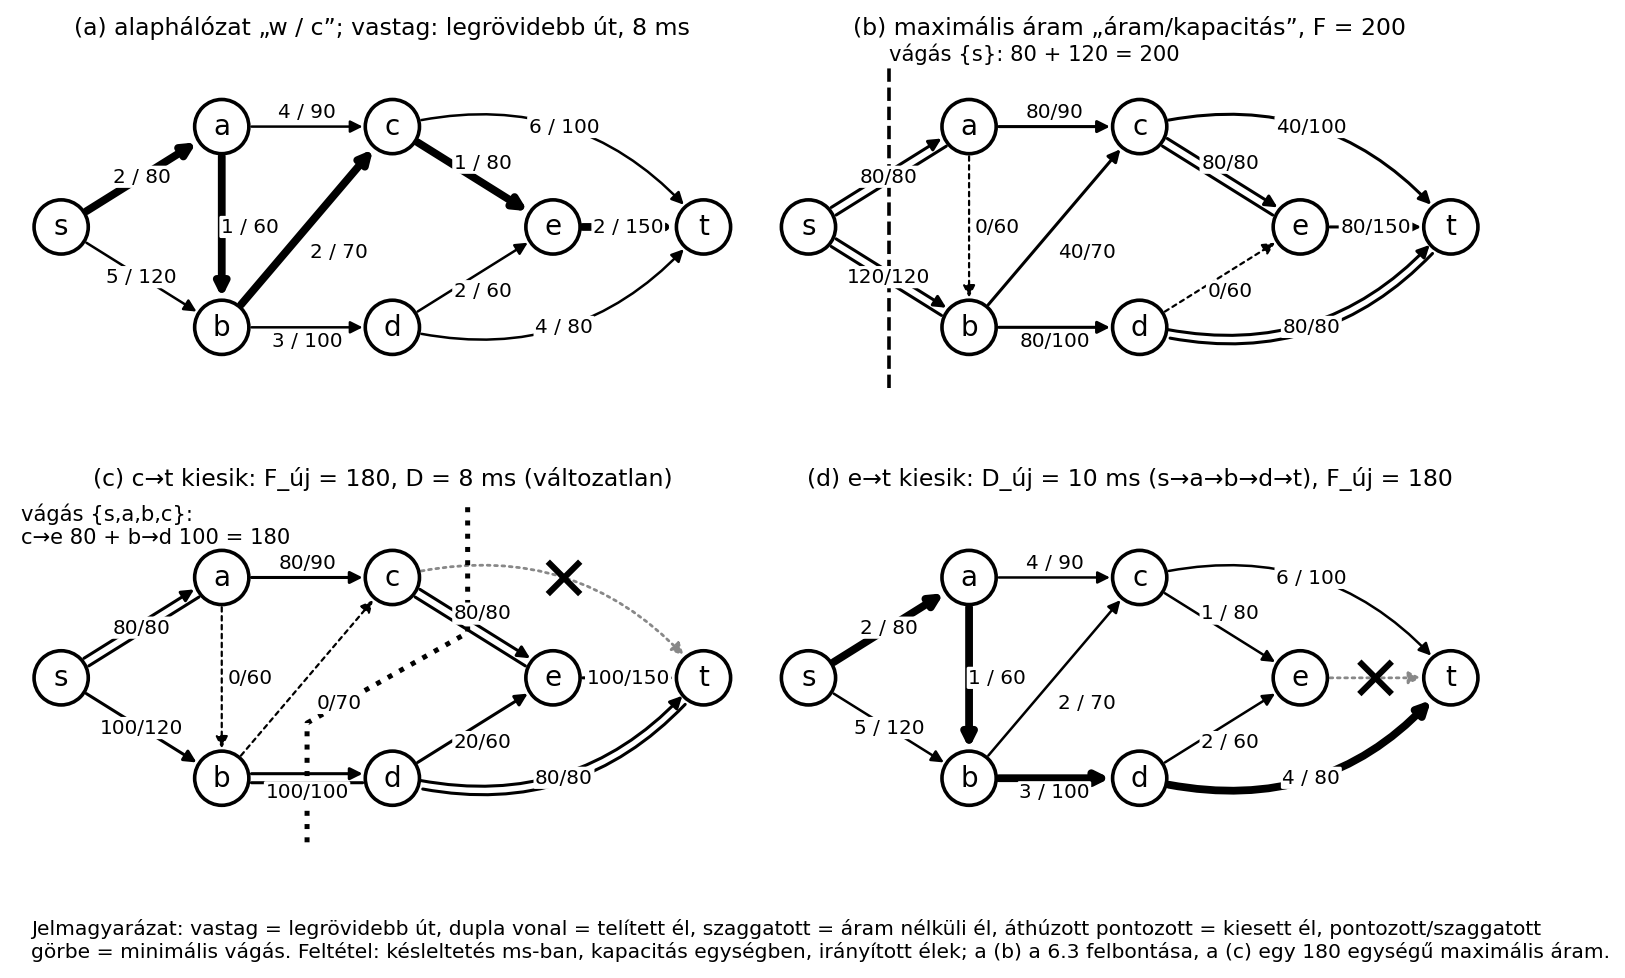 (a) alaphálózat „w / c”; vastag: legrövidebb út, 8 ms
a
4 / 90
c
6 / 100
2 / 80
1 / 80
s
1 / 60
e
2 / 150
t
2 / 70
5 / 120
2 / 60
b
3 / 100
d
4 / 80
(b) maximális áram „áram/kapacitás”, F = 200
vágás {s}: 80 + 120 = 200
a
80/90
c
40/100
80/80
80/80
s
0/60
e
80/150
t
40/70
120/120
0/60
b
80/100
d
80/80
(c) c→t kiesik: F_új = 180, D = 8 ms (változatlan)
vágás {s,a,b,c}:
c→e 80 + b→d 100 = 180
a
80/90
c
80/80
80/80
s
0/60
e
100/150
t
0/70
100/120
20/60
b
100/100
d
80/80
(d) e→t kiesik: D_új = 10 ms (s→a→b→d→t), F_új = 180
a
4 / 90
c
6 / 100
2 / 80
1 / 80
s
1 / 60
e
t
2 / 70
5 / 120
2 / 60
b
3 / 100
d
4 / 80
Jelmagyarázat: vastag = legrövidebb út, dupla vonal = telített él, szaggatott = áram nélküli él, áthúzott pontozott = kiesett él, pontozott/szaggatott
görbe = minimális vágás. Feltétel: késleltetés ms-ban, kapacitás egységben, irányított élek; a (b) a 6.3 felbontása, a (c) egy 180 egységű maximális áram.